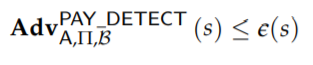 Adv^{PAY_DETECT}_{A,Π,ℬ} (s) ≤ ϵ(s)